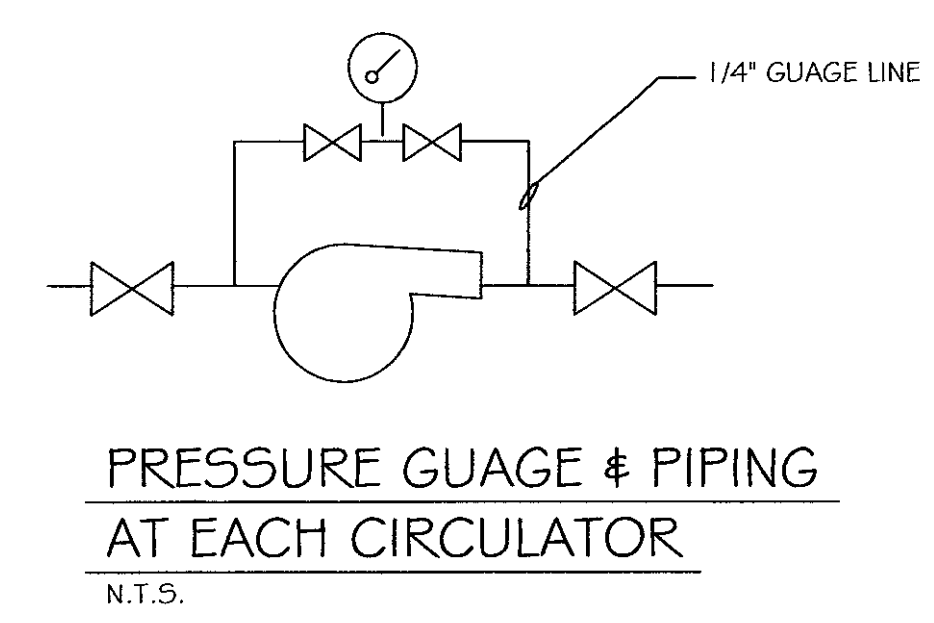 1/4" GUAGE LINE
PRESSURE GUAGE & PIPING
AT EACH CIRCULATOR
N.T.S.